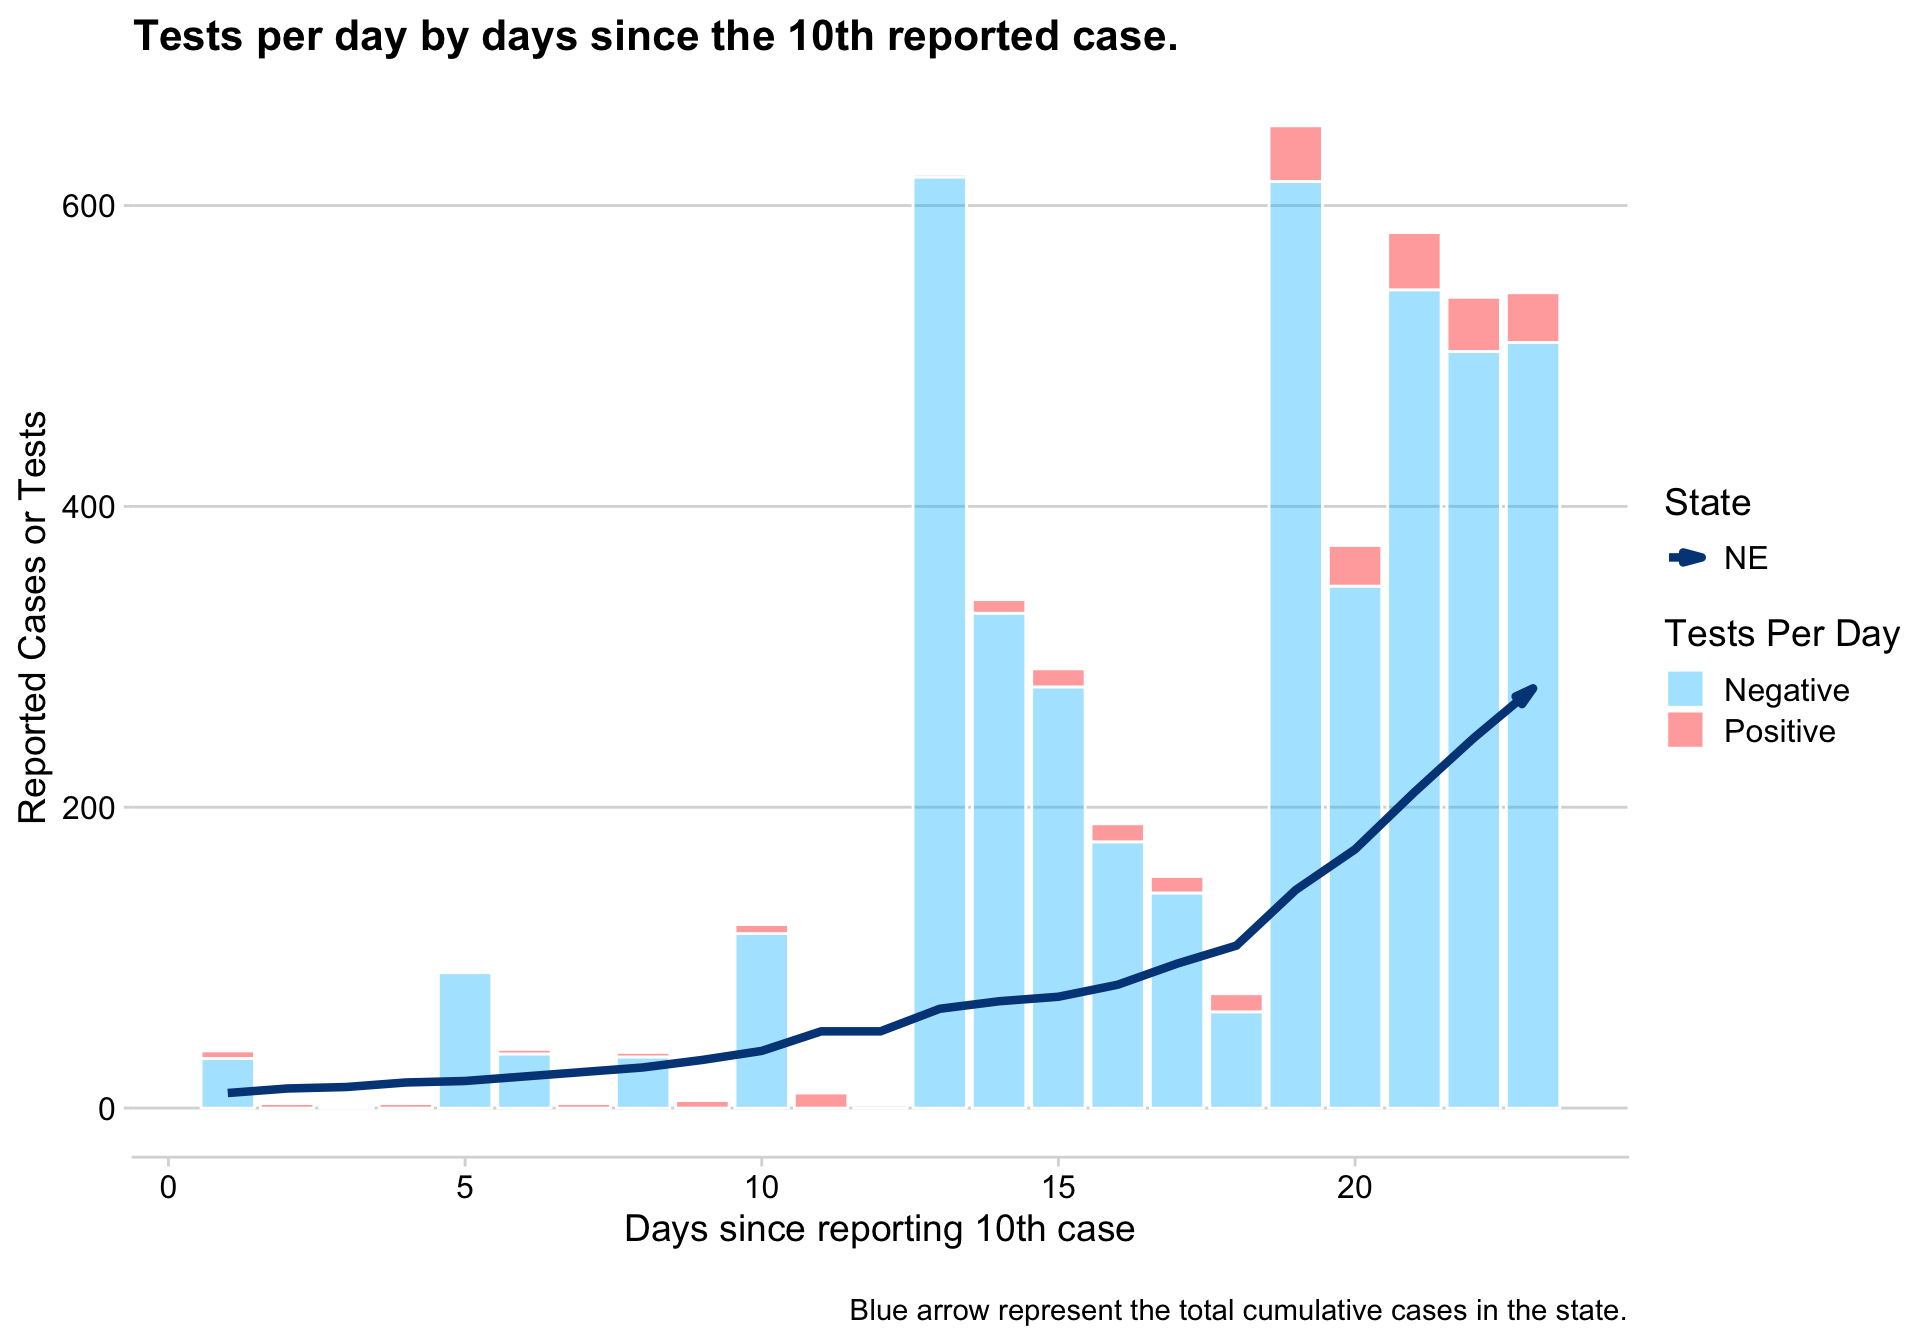 Tests per day by days since the 10th reported case.
600
400
200
0
Reported Cases or Tests
0 5 10 15 20
Days since reporting 10th case
State
NE
Tests Per Day
Negative
Positive
Blue arrow represent the total cumulative cases in the state.